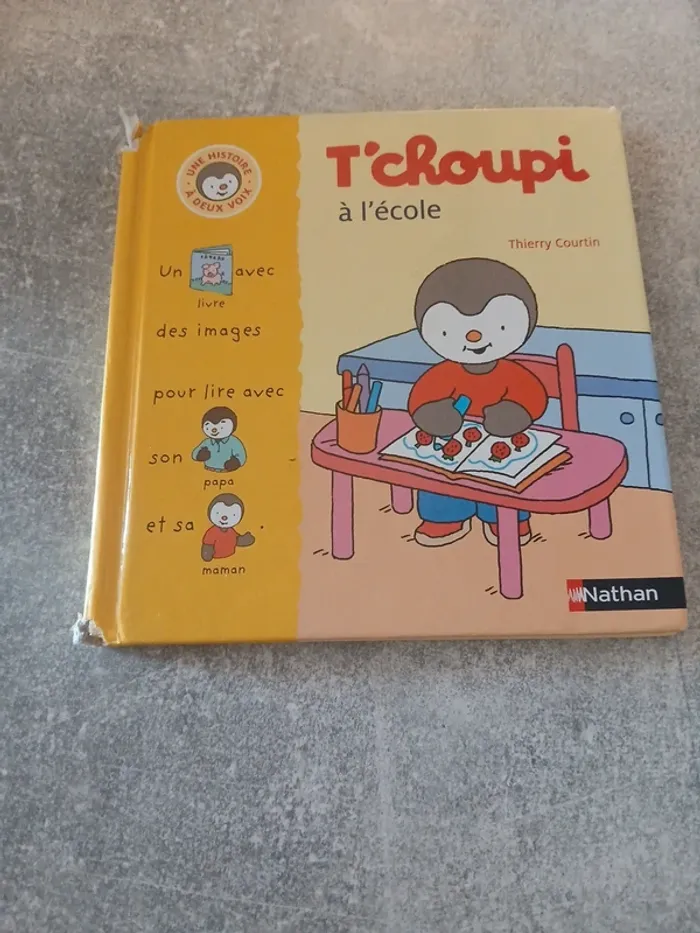 UNE HISTOIRE
À DEUX VOIX
Un avec
livre
des images
pour lire avec
son
papa
et sa .
maman
T'choupi
à l'école
Thierry Courtin
Nathan